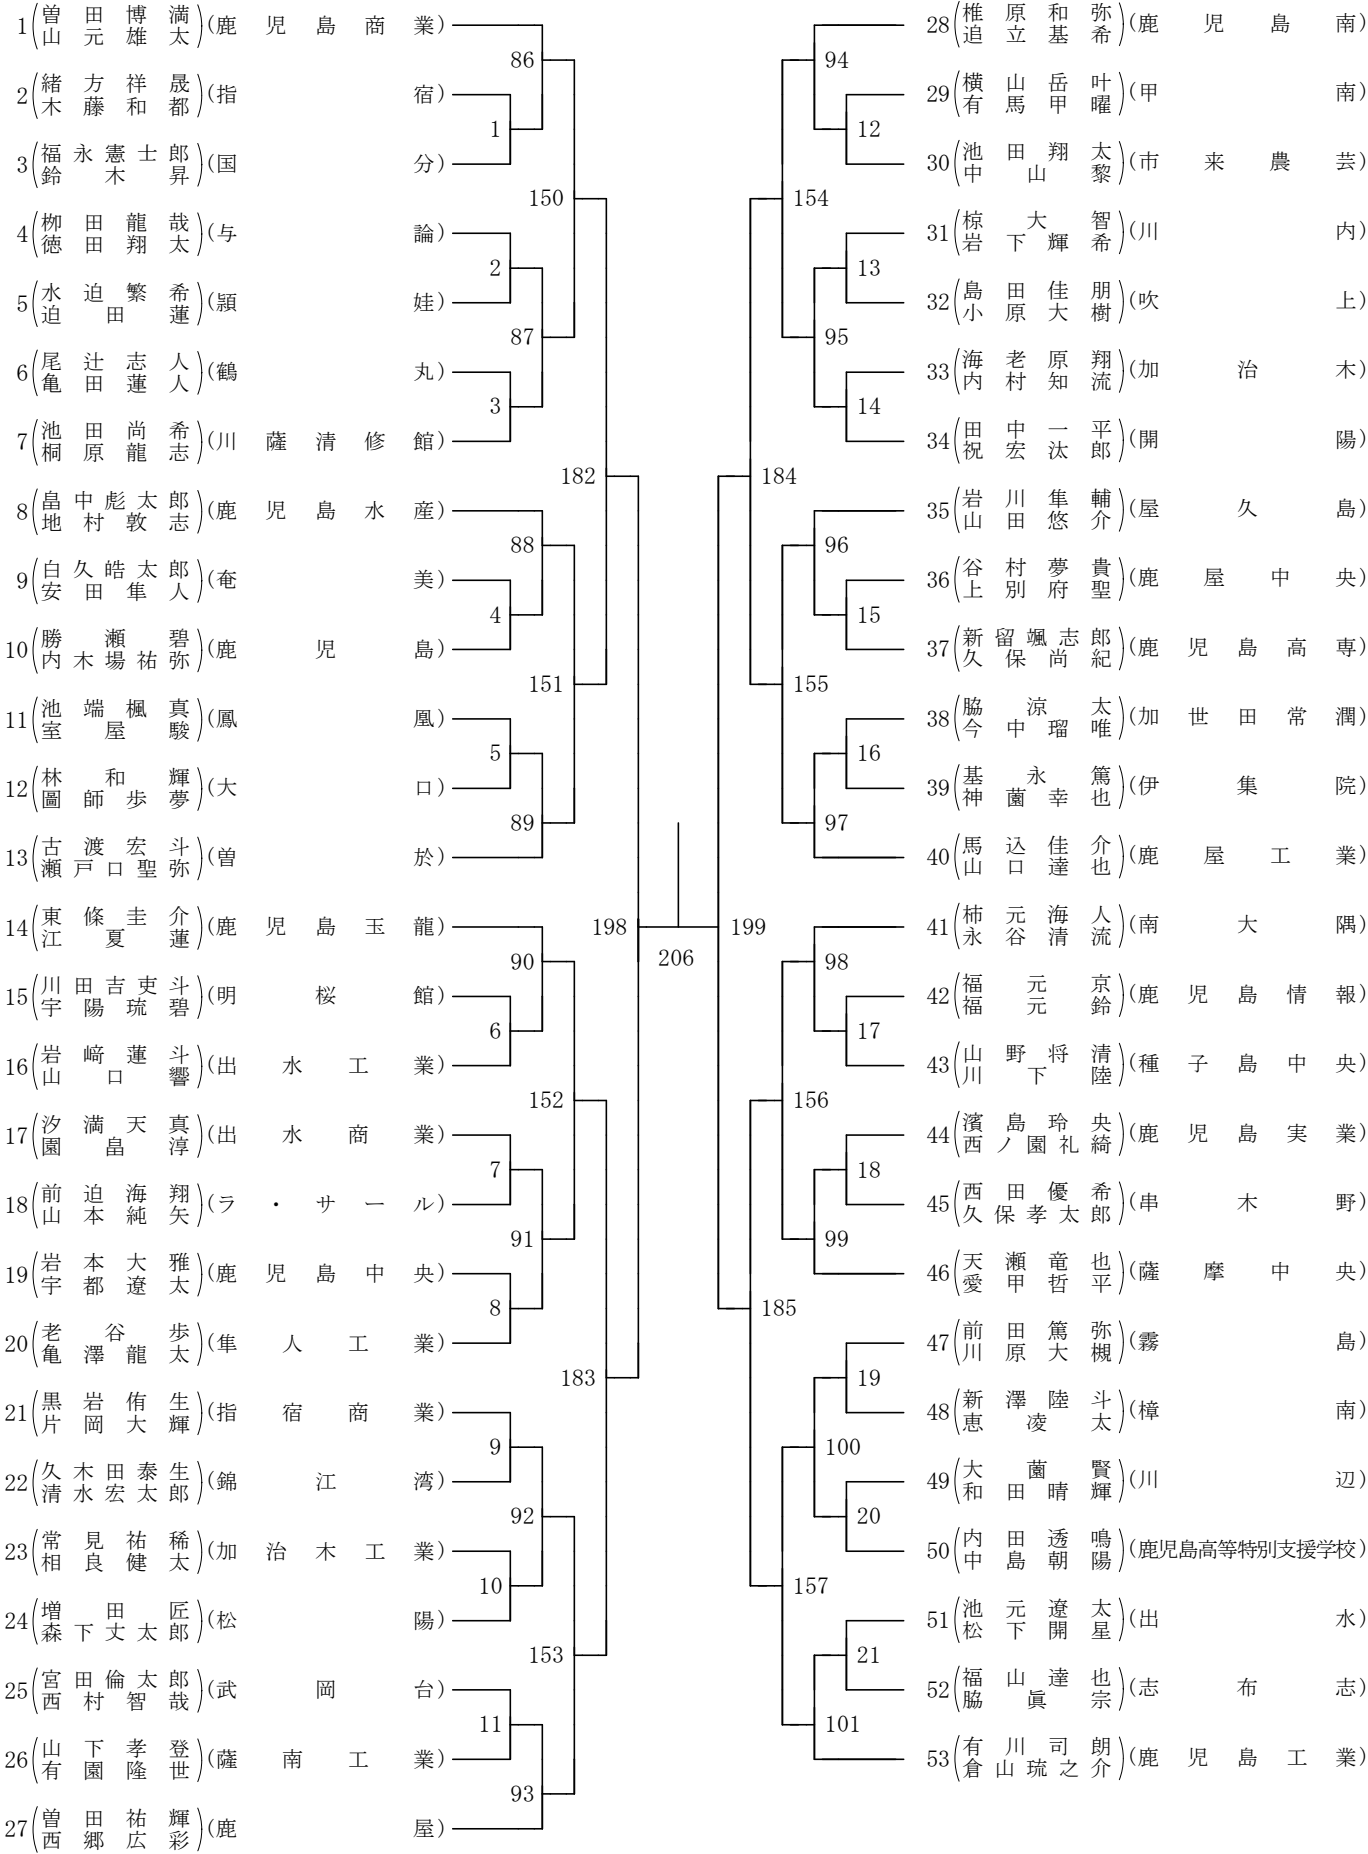 1(曽田博満 山元雄太)(鹿児島商業)
2(緒方祥晟 木藤和都)(指宿)
3(福永憲士郎 鈴木昇)(国分)
4(栁田龍哉 徳田翔太)(与論)
5(水迫繁希 迫田蓮)(頴娃)
6(尾辻志人 亀田蓮人)(鶴丸)
7(池田尚希 桐原龍志)(川薩清修館)
8(畠中彪太郎 地村敦志)(鹿児島水産)
9(白久皓太郎 安田隼人)(奄美)
10(勝瀬碧 内木場祐弥)(鹿児島)
11(池端楓真 室屋駿)(鳳凰)
12(林和輝 圖師歩夢)(大口)
13(古渡宏斗 瀬戸口聖弥)(曽於)
14(東條圭介 江夏蓮)(鹿児島玉龍)
15(川田吉吏斗 宇陽琉碧)(明桜館)
16(岩﨑蓮斗 山口響)(出水工業)
17(汐満天真 園畠淳)(出水商業)
18(前迫海翔 山本純矢)(ラ・サール)
19(岩本大雅 宇都遼太)(鹿児島中央)
20(老谷歩 亀澤龍太)(隼人工業)
21(黒岩侑生 片岡大輝)(指宿商業)
22(久木田泰生 清水宏太郎)(錦江湾)
23(常見祐稀 相良健太)(加治木工業)
24(増田匠 森下丈太郎)(松陽)
25(宮田倫太郎 西村智哉)(武岡台)
26(山下孝登 有園隆世)(薩南工業)
27(曽田祐輝 西郷広彩)(鹿屋)
86
1
150
2
87
3
182
88
4
151
5
89
198
90
6
152
7
91
8
183
9
92
10
153
11
93
206
28(椎原和弥 追立基希)(鹿児島南)
29(横山岳叶 有馬甲曜)(甲南)
30(池田翔太 中山黎)(市来農芸)
31(椋大智 岩下輝希)(川内)
32(島田佳朋 小原大樹)(吹上)
33(海老原翔 内村知流)(加治木)
34(田中一平 祝宏汰郎)(開陽)
35(岩川隼輔 山田悠介)(屋久島)
36(谷村夢貴 上別府聖)(鹿屋中央)
37(新留颯志郎 久保尚紀)(鹿児島高専)
38(脇涼太 今中瑠唯)(加世田常潤)
39(基永篤 神薗幸也)(伊集院)
40(馬込佳介 山口達也)(鹿屋工業)
41(柿元海人 永谷清流)(南大隅)
42(福元京 福元鈴)(鹿児島情報)
43(山野将清 川下陸)(種子島中央)
44(濱島玲央 西ノ園礼綺)(鹿児島実業)
45(西田優希 久保孝太郎)(串木野)
46(天瀬竜也 愛甲哲平)(薩摩中央)
47(前田篤弥 川原大槻)(霧島)
48(新澤陸斗 恵凌太)(樟南)
49(大薗賢 和田晴輝)(川辺)
50(内田透鳴 中島朝陽)(鹿児島高等特別支援学校)
51(池元遼太 松下開星)(出水)
52(福山達也 脇眞宗)(志布志)
53(有川司朗 倉山琉之介)(鹿児島工業)
94
12
154
13
95
14
184
96
15
155
16
97
199
98
17
156
18
99
185
19
100
20
157
21
101